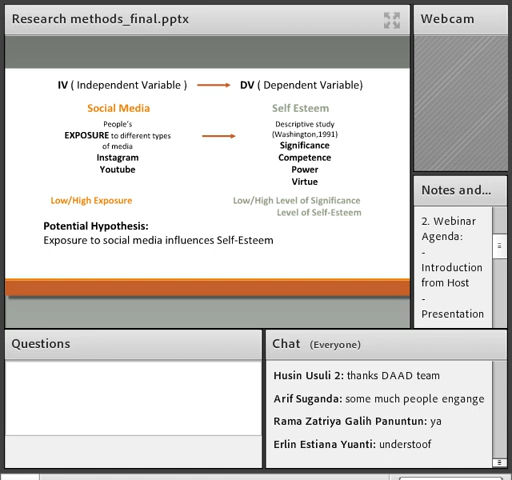 Research methods_final.pptx
IV ( Independent Variable )
DV ( Dependent Variable)
Social Media
Self Esteem
People's
EXPOSURE to different types
of media
Instagram
Youtube
Descriptive study
(Washington,1991)
Significance
Competence
Power
Virtue
Low/High Exposure
Low/High Level of Significance
Level of Self-Esteem
Potential Hypothesis:
Exposure to social media influences Self-Esteem
Webcam
Notes and...
2. Webinar
Agenda:
-
Introduction
from Host
-
Presentation
Questions
Chat (Everyone)
Husin Usuli 2: thanks DAAD team
Arif Suganda: some much people engange
Rama Zatriya Galih Panuntun: ya
Erlin Estiana Yuanti: understoof